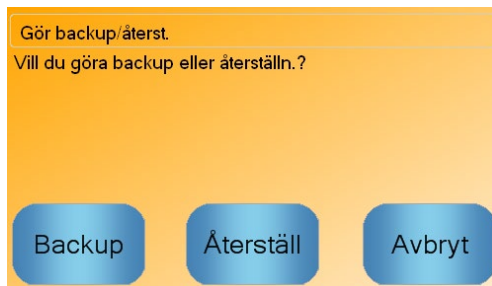 Gör backup/återst.
Vill du göra backup eller återställn.?
Backup Återställ Avbryt